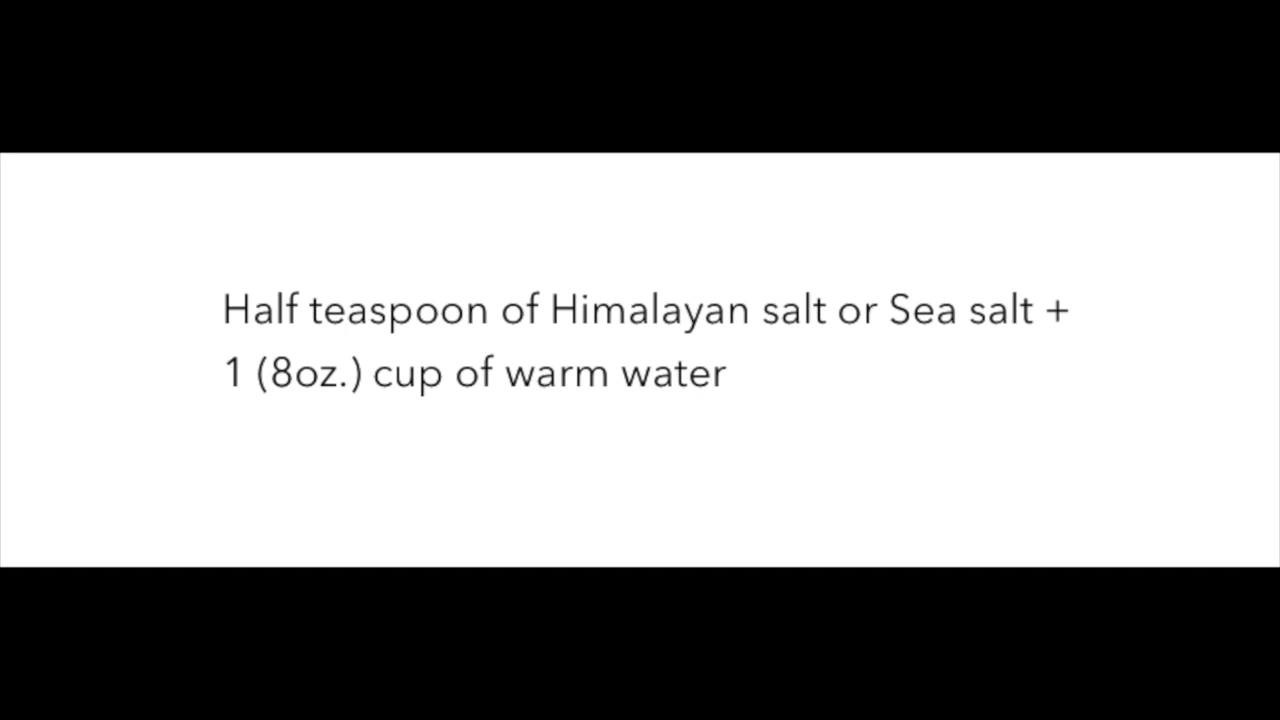 Half teaspoon of Himalayan salt or Sea salt +
1 (8oz.) cup of warm water